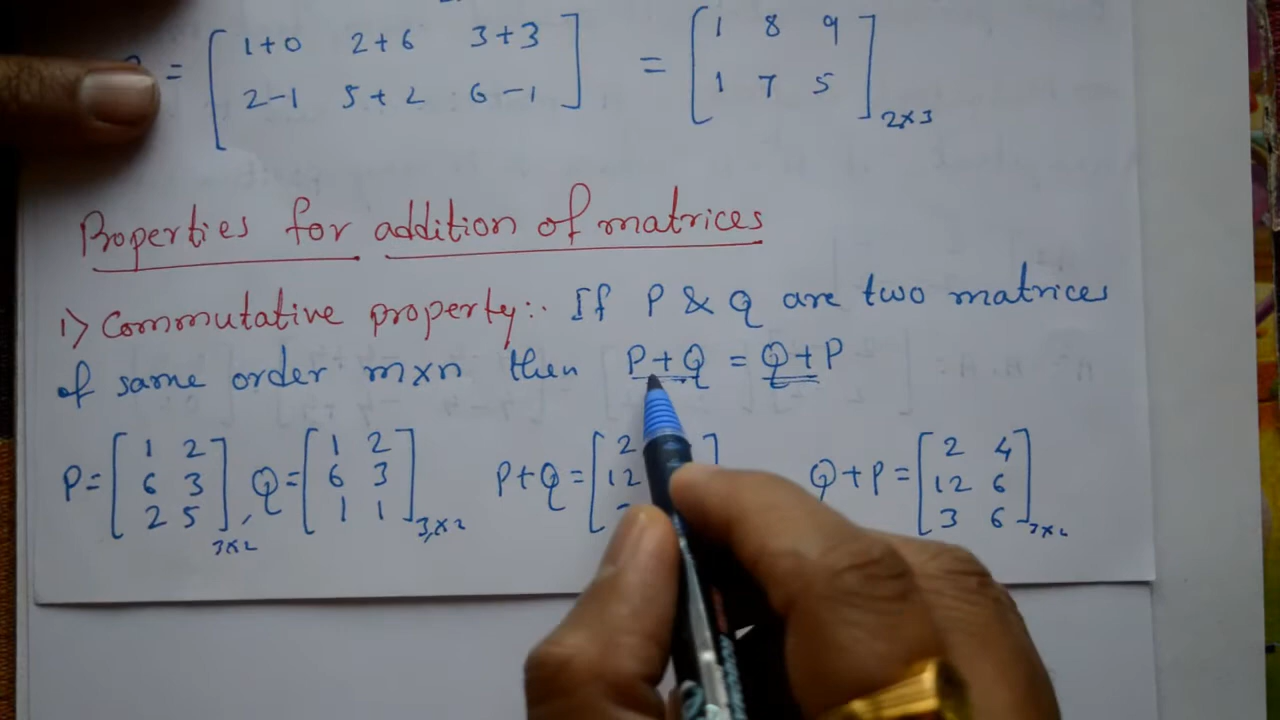 = [ 1+0 2+6 3+3 ] = [ 1 8 9 ]
[ 2-1 5+2 6-1 ] [ 1 7 5 ] 2×3
Properties for addition of matrices
1) Commutative property:- If P & Q are two matrices
of same order m×n then P+Q = Q+P
P= [ 1 2 ] Q= [ 1 2 ] P+Q = [ 2 ] Q+P = [ 2 4 ]
[ 6 3 ] [ 6 3 ] [ 12 ] [ 12 6 ]
[ 2 5 ] 3×2 , [ 1 1 ] 3×2 [ 3 6 ] 3×2